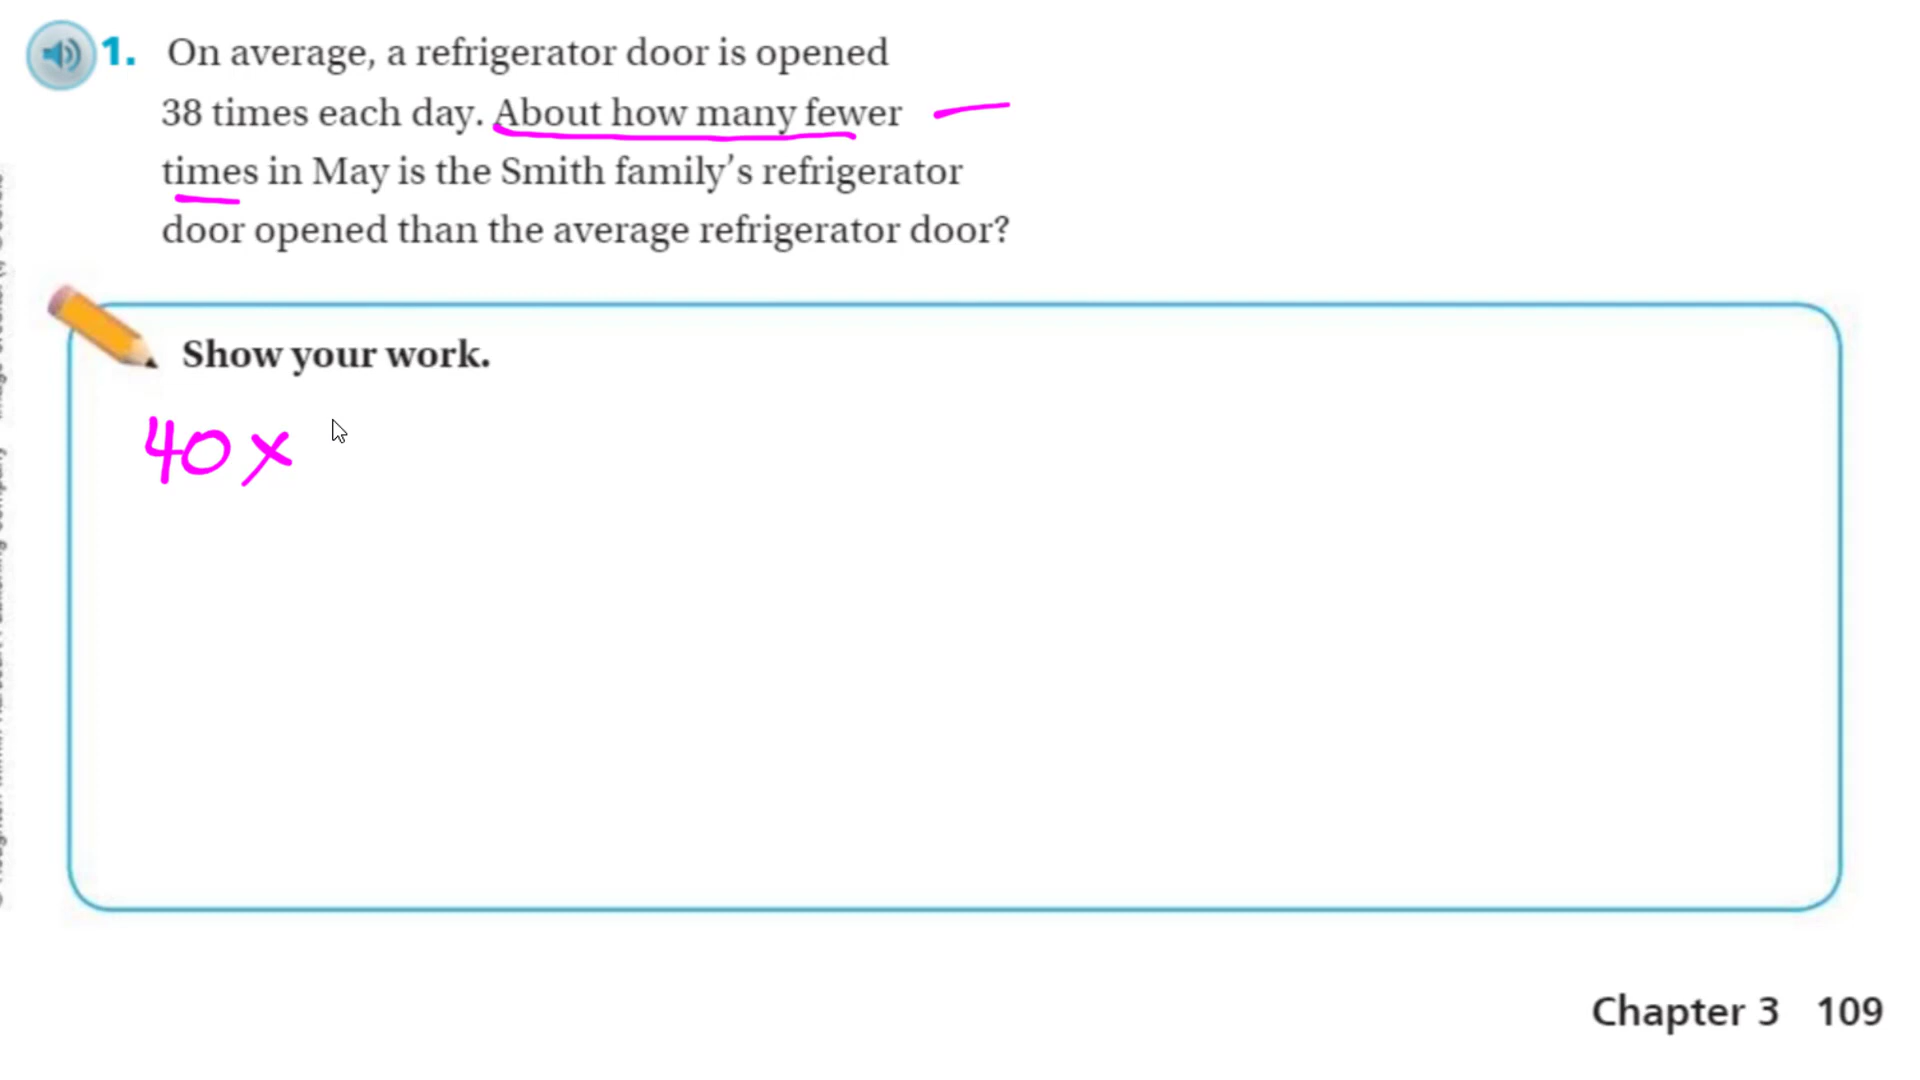 1. On average, a refrigerator door is opened
38 times each day. About how many fewer
times in May is the Smith family's refrigerator
door opened than the average refrigerator door?
Show your work.
40 x
Chapter 3 109